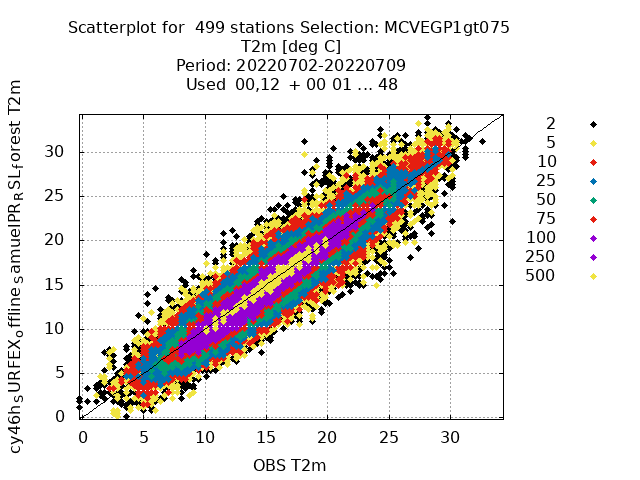 Scatterplot for  499 stations Selection: MCVEGP1gt075
T2m [deg C]
Period: 20220702-20220709
Used  00,12 + 00 01 ... 48
cy46h_SURFEX_offline_SamuelPR_RSL_Forest T2m
30
25
20
15
10
5
0
0 5 10 15 20 25 30
OBS T2m
2
5
10
25
50
75
100
250
500